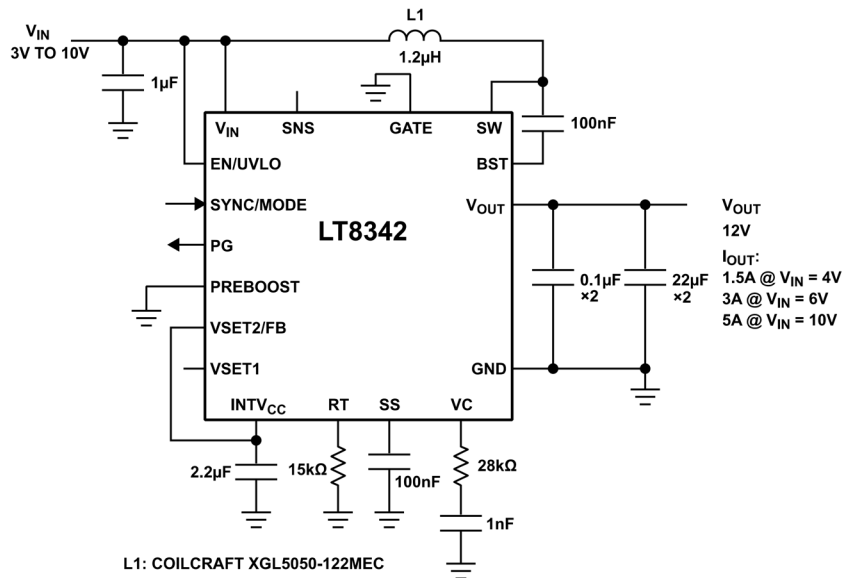 L1
VIN
3V TO 10V
1.2µH
1µF
100nF
VIN
SNS
GATE
SW
EN/UVLO
BST
SYNC/MODE
VOUT
LT8342
PG
PREBOOST
VSET2/FB
VSET1
GND
INTVCC
RT
SS
VC
0.1µF
×2
22µF
×2
VOUT
12V
IOUT:
1.5A @ VIN = 4V
3A @ VIN = 6V
5A @ VIN = 10V
2.2µF
15kΩ
100nF
28kΩ
1nF
L1: COILCRAFT XGL5050-122MEC